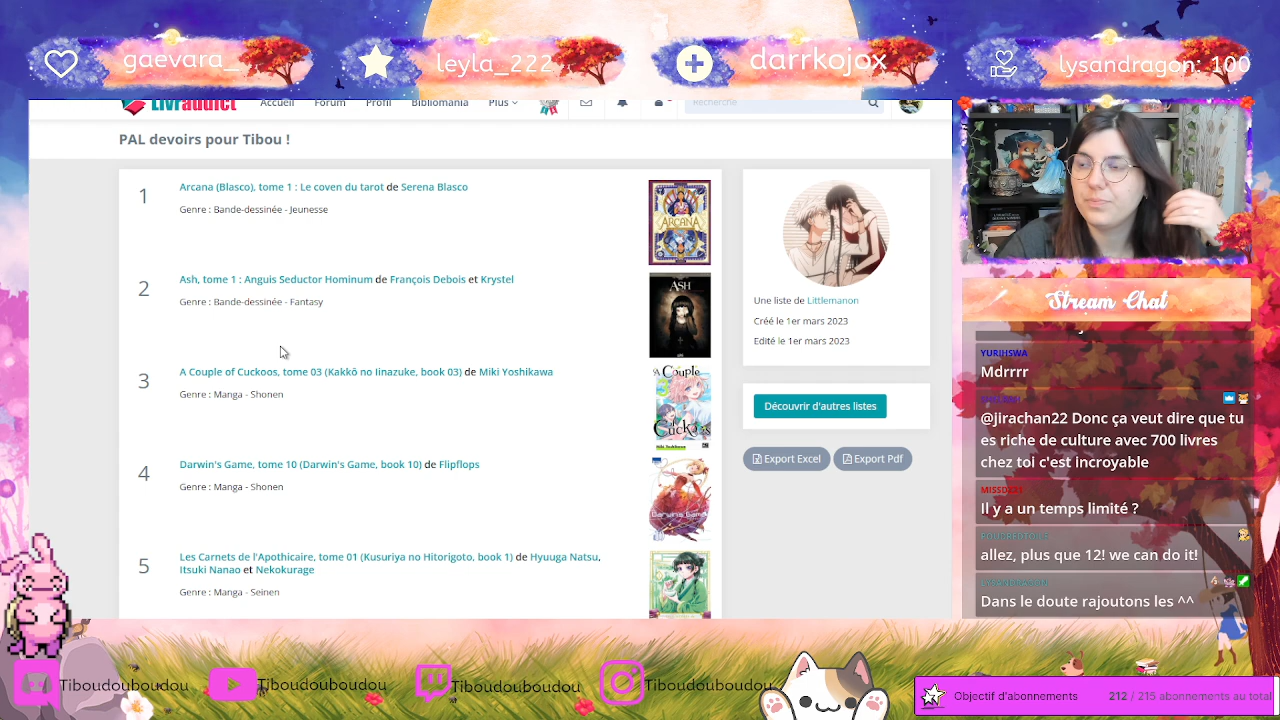 gaevara_
leyla_222
darrkojox
lysandragon: 100
Livraddict
Accueil
Forum
Profil
Bibliomania
Plus
Recherche
PAL devoirs pour Tibou !
1
Arcana (Blasco), tome 1 : Le coven du tarot de Serena Blasco
Genre : Bande-dessinée - Jeunesse
ARCANA
2
Ash, tome 1 : Anguis Seductor Hominum de François Debois et Krystel
Genre : Bande-dessinée - Fantasy
ASH
3
A Couple of Cuckoos, tome 03 (Kakkō no Iinazuke, book 03) de Miki Yoshikawa
Genre : Manga - Shonen
A Couple
Cuckoos
4
Darwin's Game, tome 10 (Darwin's Game, book 10) de Flipflops
Genre : Manga - Shonen
Darwin's Game
5
Les Carnets de l'Apothicaire, tome 01 (Kusuriya no Hitorigoto, book 1) de Hyuuga Natsu,
Itsuki Nanao et Nekokurage
Genre : Manga - Seinen
Une liste de Littlemanon
Créé le 1er mars 2023
Edité le 1er mars 2023
Découvrir d'autres listes
Export Excel
Export Pdf
Stream Chat
YURIHSWA
Mdrrrr
@jirachan22 Donc ça veut dire que tu
es riche de culture avec 700 livres
chez toi c'est incroyable
Il y a un temps limité ?
allez, plus que 12! we can do it!
LYSANDRAGON
Dans le doute rajoutons les ^^
Tiboudouboudou
Tiboudouboudou
Tiboudouboudou
Tiboudouboudou
Objectif d'abonnements
212 / 215 abonnements au total